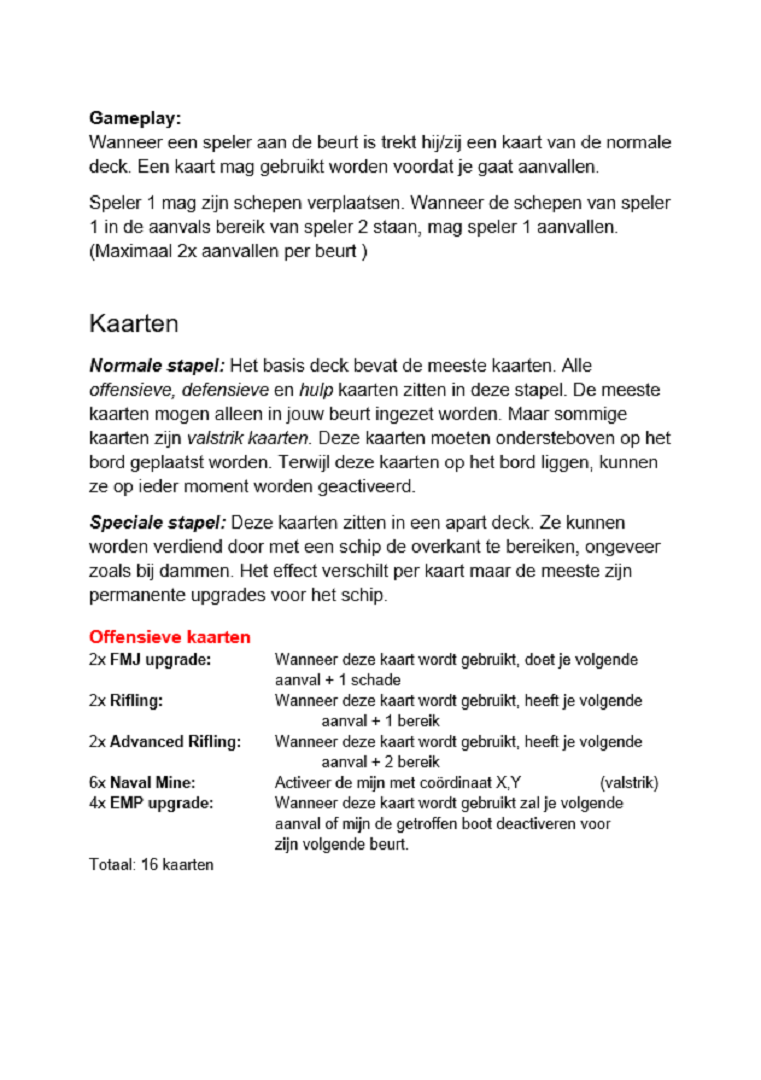 Gameplay:
Wanneer een speler aan de beurt is trekt hij/zij een kaart van de normale
deck. Een kaart mag gebruikt worden voordat je gaat aanvallen.
Speler 1 mag zijn schepen verplaatsen. Wanneer de schepen van speler
1 in de aanvals bereik van speler 2 staan, mag speler 1 aanvallen.
(Maximaal 2x aanvallen per beurt )
Kaarten
Normale stapel: Het basis deck bevat de meeste kaarten. Alle
offensieve, defensieve en hulp kaarten zitten in deze stapel. De meeste
kaarten mogen alleen in jouw beurt ingezet worden. Maar sommige
kaarten zijn valstrik kaarten. Deze kaarten moeten ondersteboven op het
bord geplaatst worden. Terwijl deze kaarten op het bord liggen, kunnen
ze op ieder moment worden geactiveerd.
Speciale stapel: Deze kaarten zitten in een apart deck. Ze kunnen
worden verdiend door met een schip de overkant te bereiken, ongeveer
zoals bij dammen. Het effect verschilt per kaart maar de meeste zijn
permanente upgrades voor het schip.
Offensieve kaarten
2x FMJ upgrade: Wanneer deze kaart wordt gebruikt, doet je volgende
aanval + 1 schade
2x Rifling: Wanneer deze kaart wordt gebruikt, heeft je volgende
aanval + 1 bereik
2x Advanced Rifling: Wanneer deze kaart wordt gebruikt, heeft je volgende
aanval + 2 bereik
6x Naval Mine: Activeer de mijn met coördinaat X,Y (valstrik)
4x EMP upgrade: Wanneer deze kaart wordt gebruikt zal je volgende
aanval of mijn de getroffen boot deactiveren voor
zijn volgende beurt.
Totaal: 16 kaarten